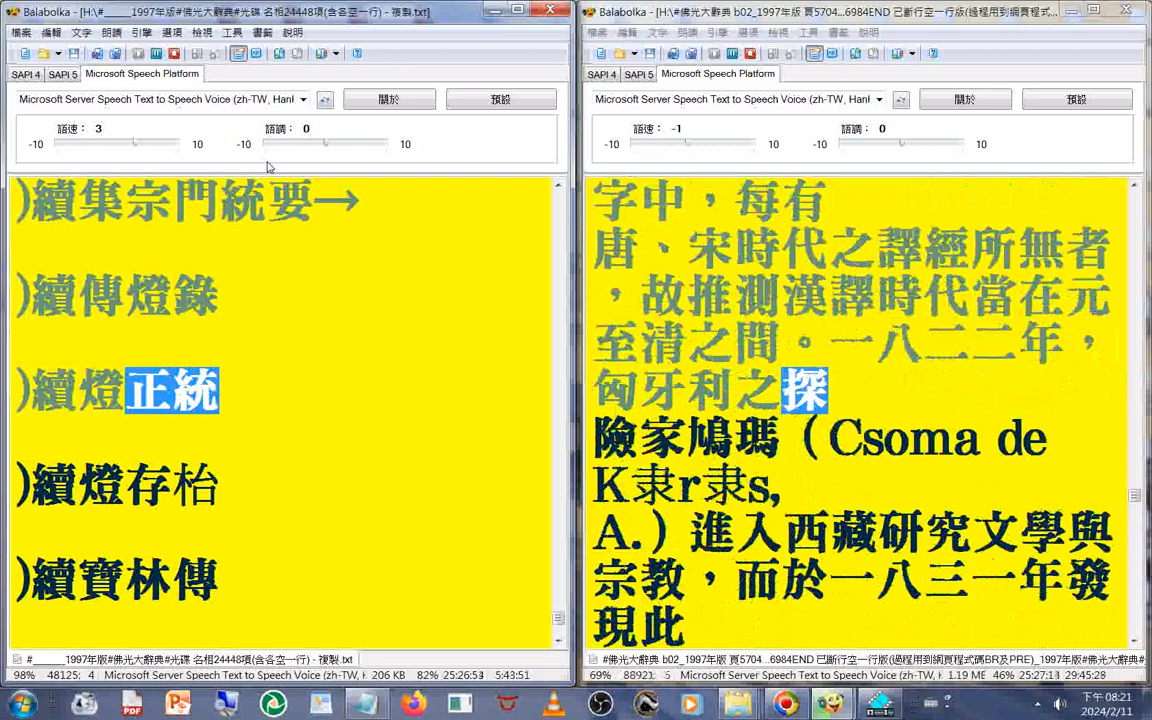 Balabolka - [H:\#_____1997年版#佛光大辭典#光碟 名相24448項(含各空一行) - 複製.txt]
檔案 編輯 文字 朗讀 引擎 選項 檢視 工具 書籤 說明
SAPI 4 SAPI 5 Microsoft Speech Platform
Microsoft Server Speech Text to Speech Voice (zh-TW, Hanl
關於 預設
語速： 3 語調： 0
-10 10 -10 10
)續集宗門統要→
)續傳燈錄
)續燈正統
)續燈存枱
)續寶林傳
#_____1997年版#佛光大辭典#光碟 名相24448項(含各空一行) - 複製.txt
98% 48125: 4 Microsoft Server Speech Text to Speech Voice (zh-TW, 206 KB 82% 25:26:53 5:43:51
Balabolka - [H:\#佛光大辭典 b02_1997年版 頁5704...6984END 已斷行空一行版(過程用到網頁程式...
檔案 編輯 文字 朗讀 引擎 選項 檢視 工具 書籤 說明
SAPI 4 SAPI 5 Microsoft Speech Platform
Microsoft Server Speech Text to Speech Voice (zh-TW, Hanl
關於 預設
語速： -1 語調： 0
-10 10 -10 10
字中，每有
唐、宋時代之譯經所無者
，故推測漢譯時代當在元
至清之間。一八二二年，
匈牙利之探
險家鳩瑪（Csoma de
K隶r隶s,
A.）進入西藏研究文學與
宗教，而於一八三一年發
現此
#佛光大辭典 b02_1997年版 頁5704...6984END 已斷行空一行版(過程用到網頁程式碼BR及PRE)_1997年版#佛光大辭典#
69% 88921: 5 Microsoft Server Speech Text to Speech Voice (zh-TW, 1.19 MB 46% 25:27:13 29:45:28
下午 08:21
2024/2/11